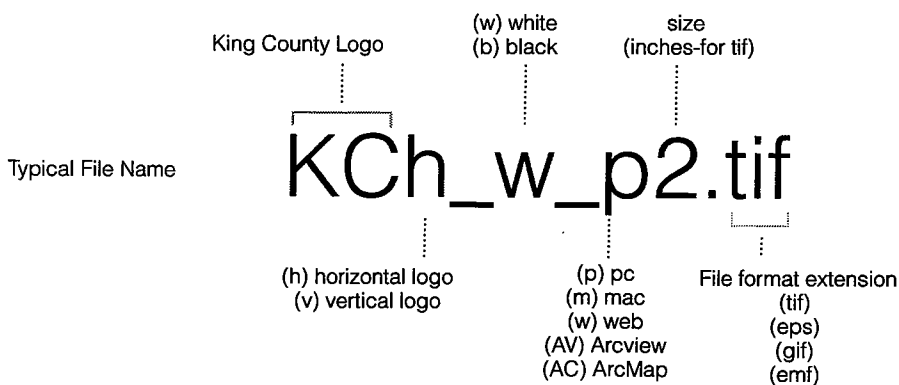 (w) white
(b) black
size
(inches-for tif)
King County Logo
Typical File Name
KCh_w_p2.tif
(h) horizontal logo
(v) vertical logo
(p) pc
(m) mac
(w) web
(AV) Arcview
(AC) ArcMap
File format extension
(tif)
(eps)
(gif)
(emf)